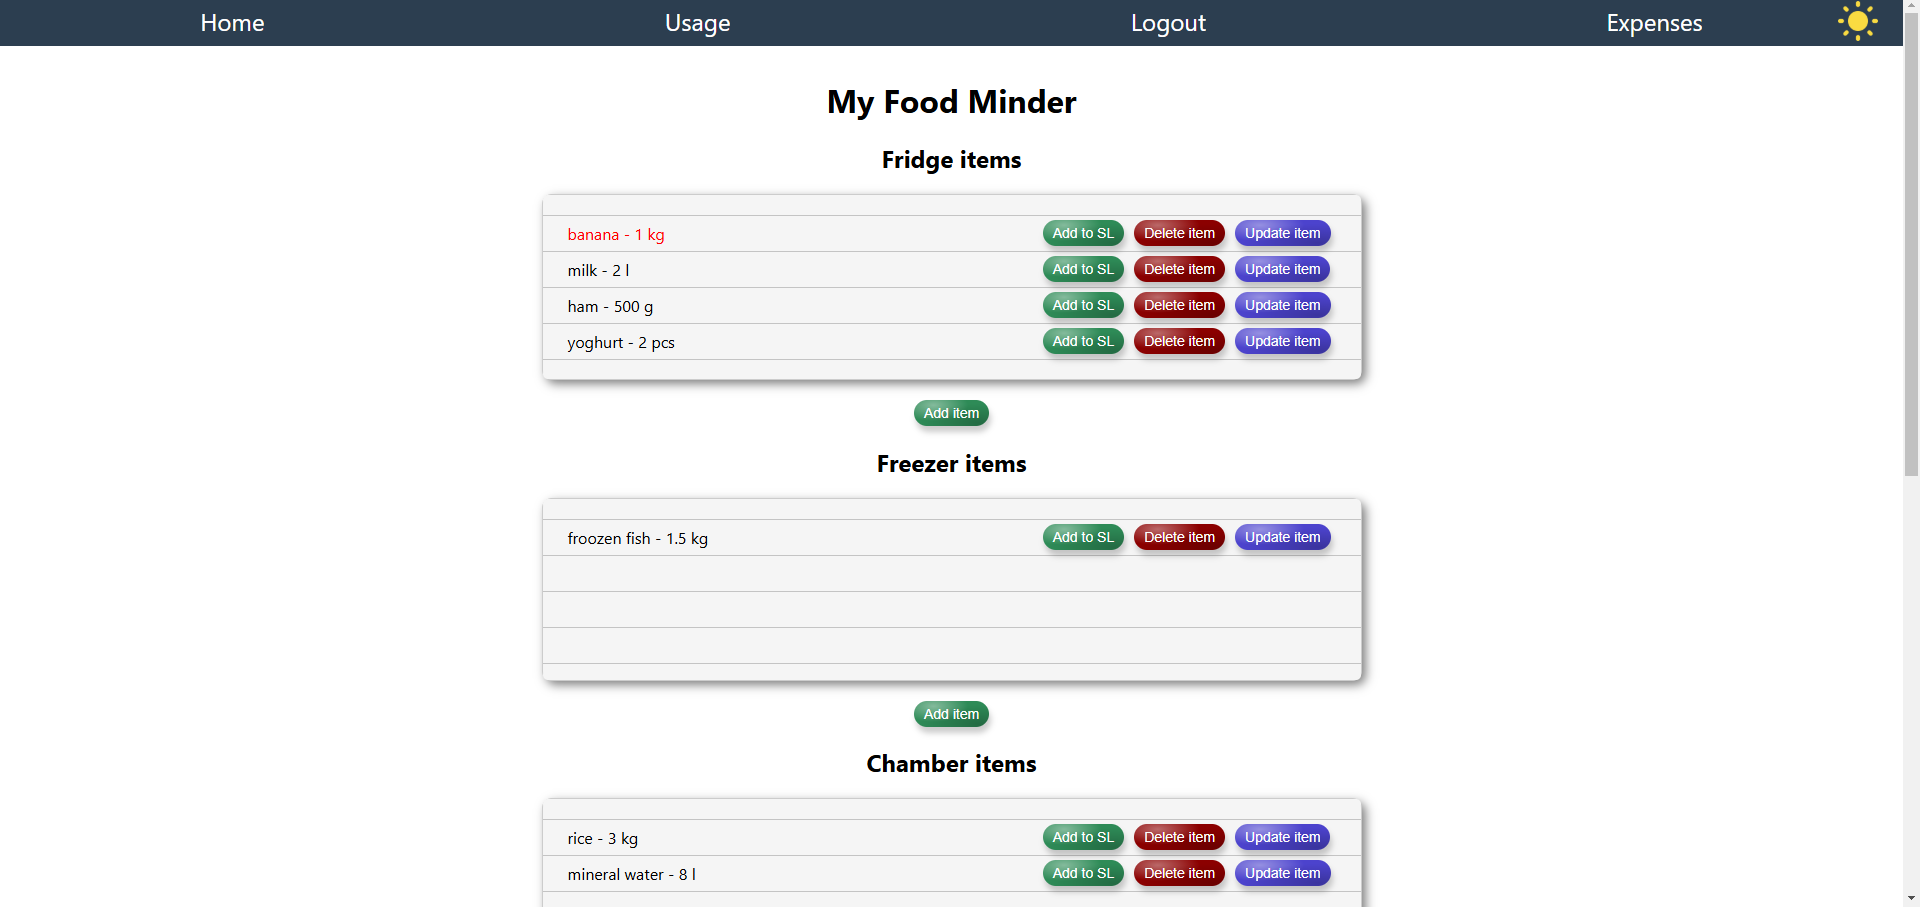 Home Usage Logout Expenses
My Food Minder
Fridge items
banana - 1 kg Add to SL Delete item Update item
milk - 2 l Add to SL Delete item Update item
ham - 500 g Add to SL Delete item Update item
yoghurt - 2 pcs Add to SL Delete item Update item
Add item
Freezer items
froozen fish - 1.5 kg Add to SL Delete item Update item
Add item
Chamber items
rice - 3 kg Add to SL Delete item Update item
mineral water - 8 l Add to SL Delete item Update item